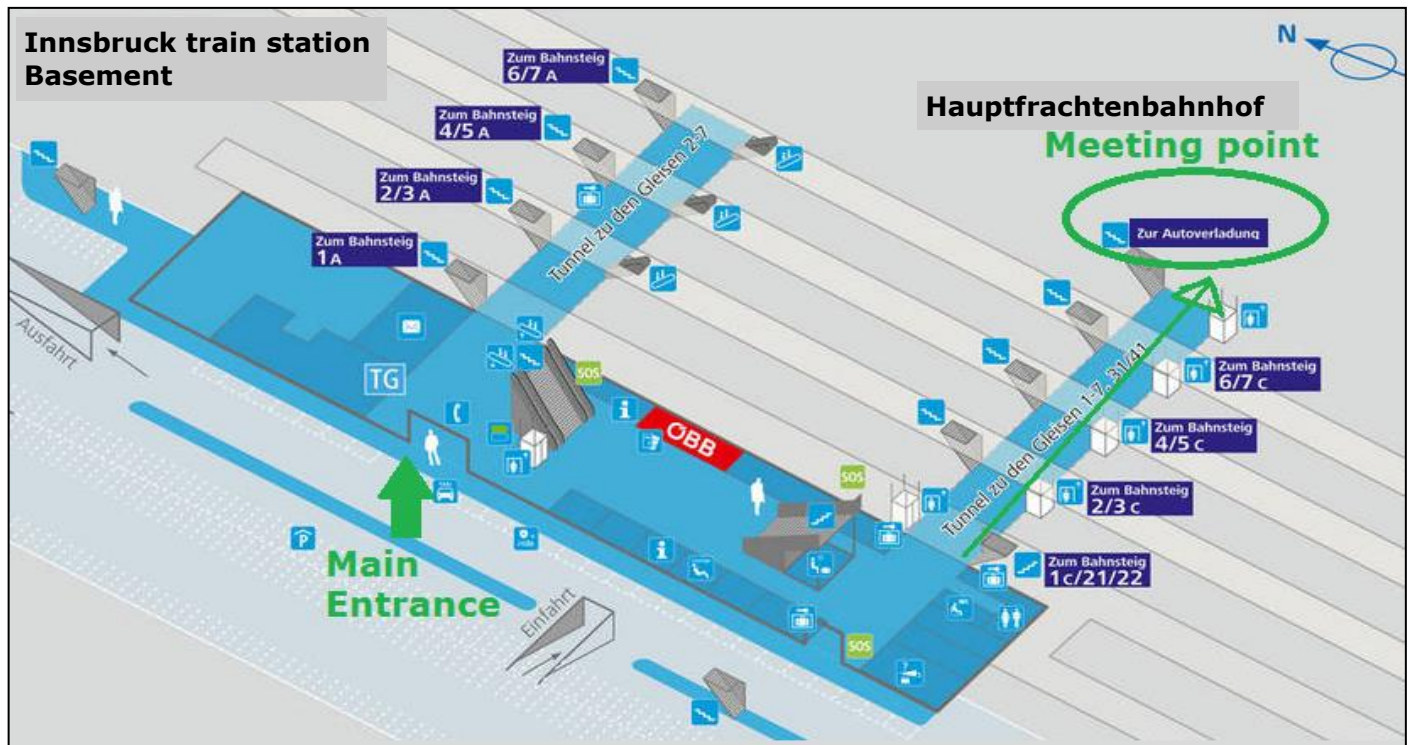 Innsbruck train station
Basement
N
Hauptfrachtenbahnhof
Meeting point
Zum Bahnsteig
6/7 A
Zum Bahnsteig
4/5 A
Zum Bahnsteig
2/3 A
Zum Bahnsteig
1 A
Tunnel zu den Gleisen 2-7
Zur Autoverladung
Tunnel zu den Gleisen 1-7, 31/41
Zum Bahnsteig
6/7 C
Zum Bahnsteig
4/5 C
Zum Bahnsteig
2/3 C
Zum Bahnsteig
1C/21/22
Ausfahrt
TG
SOS
i
ÖBB
SOS
P
Main
Entrance
i
Einfahrt
SOS